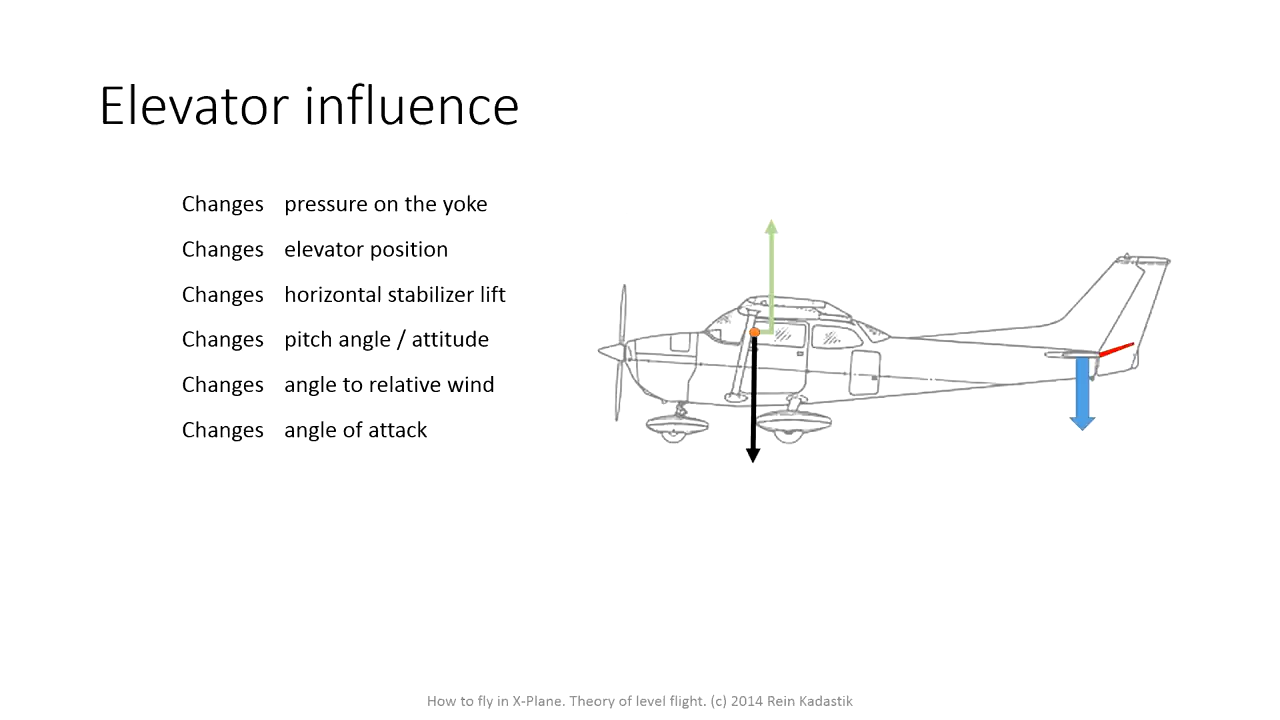 Elevator influence
Changes pressure on the yoke
Changes elevator position
Changes horizontal stabilizer lift
Changes pitch angle / attitude
Changes angle to relative wind
Changes angle of attack
How to fly in X-Plane. Theory of level flight. (c) 2014 Rein Kadastik